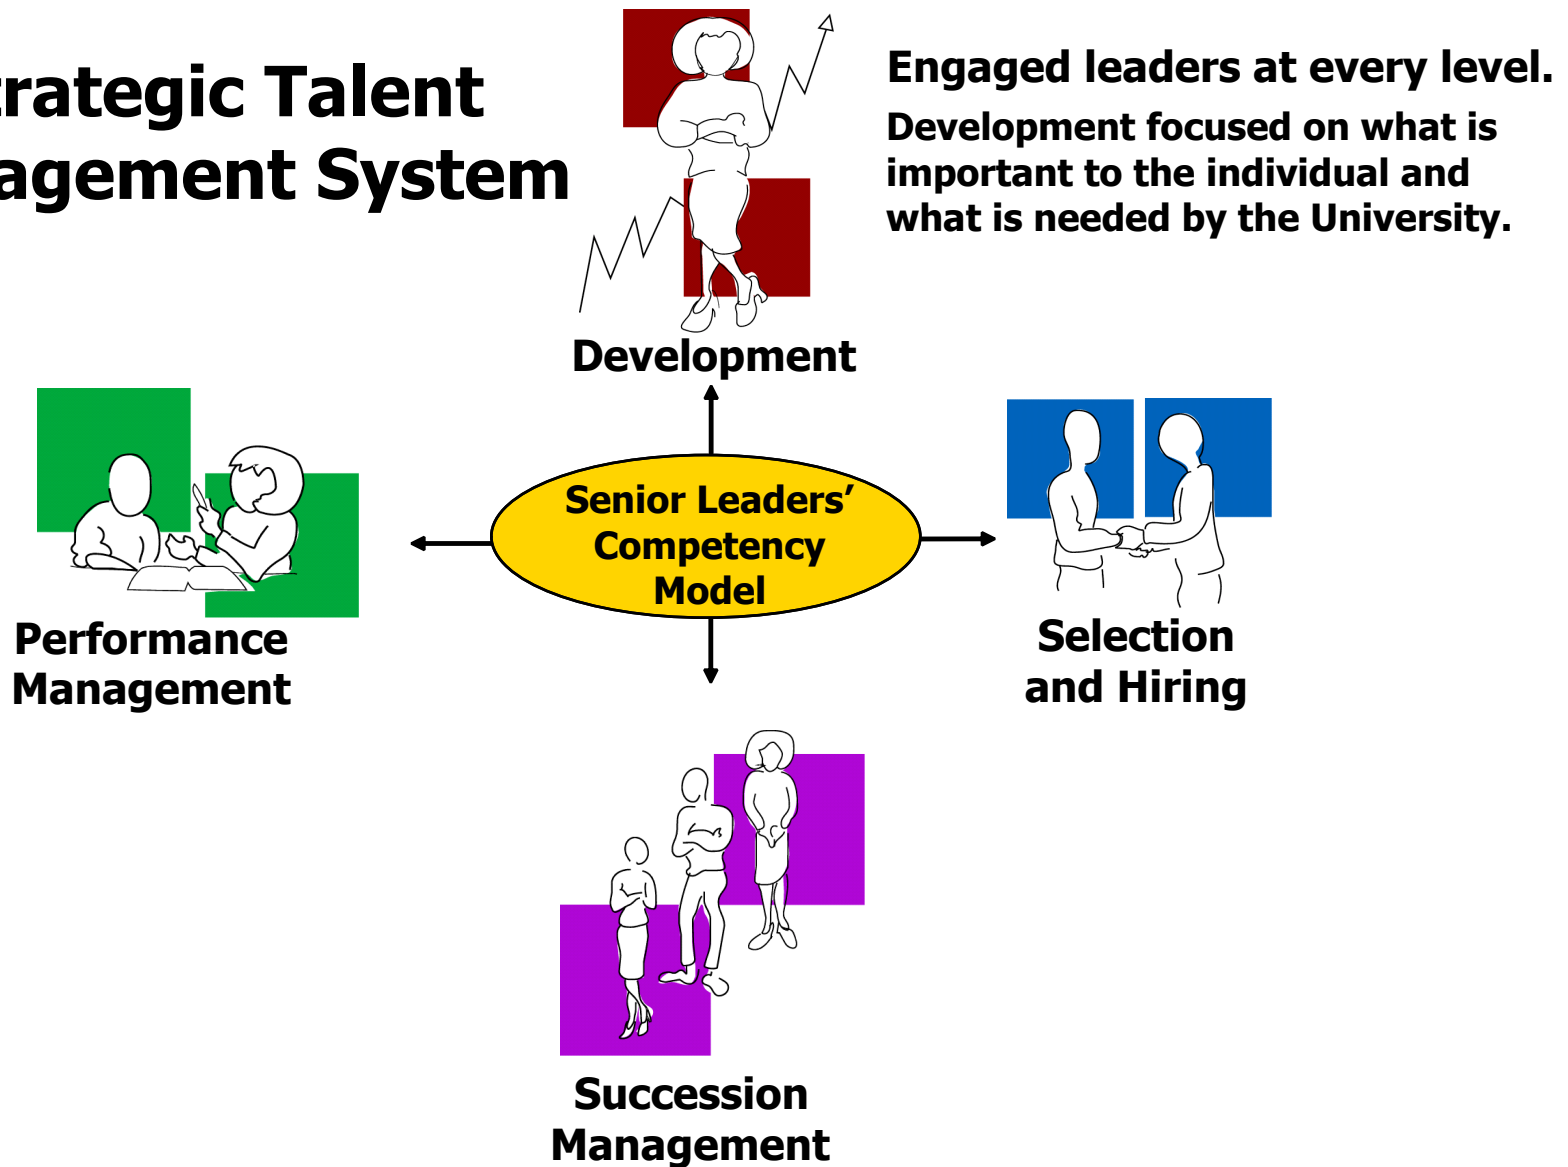 trategic Talent
agement System
Engaged leaders at every level.
Development focused on what is
important to the individual and
what is needed by the University.
Development
Senior Leaders’
Competency
Model
Performance
Management
Selection
and Hiring
Succession
Management